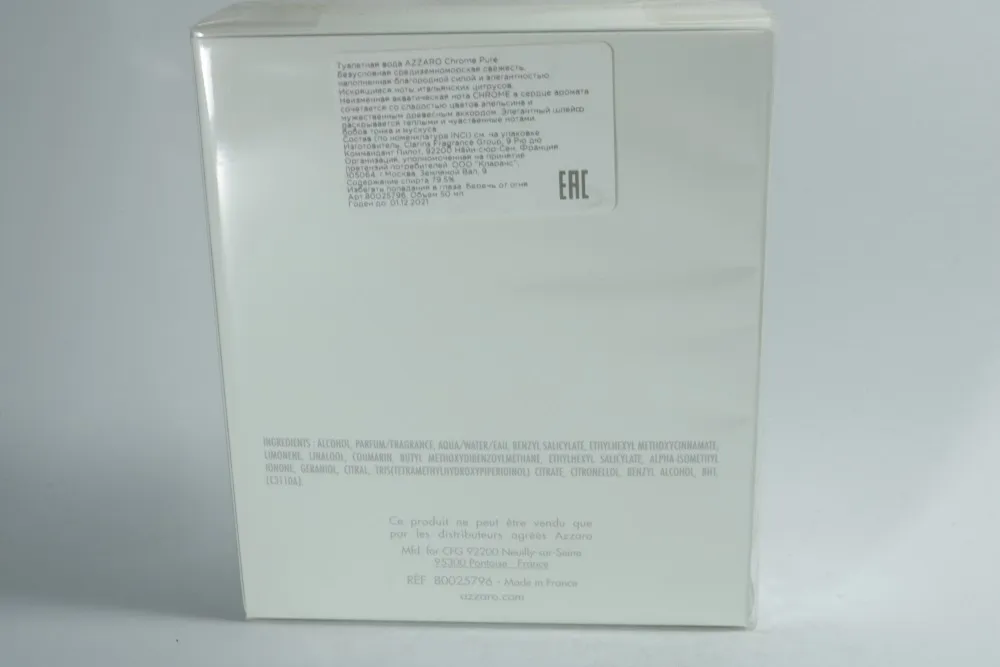 Туалетная вода AZZARO Chrome Pure
Безусловная средиземноморская свежесть,
наполненная благородной силой и элегантностью.
Искрящиеся ноты итальянских цитрусов.
Неизменная акватическая нота CHROME в сердце аромата
сочетается со сладостью цветов апельсина и
мужественным древесным аккордом. Элегантный шлейф
раскрывается теплыми и чувственными нотами
бобов тонка и мускуса.
Состав (по номенклатуре INCI) см. на упаковке
Изготовитель: Clarins Fragrance Group, 9 Рю дю
Коммандант Пилот, 92200 Нёйи-сюр-Сен, Франция
Организация, уполномоченная на принятие
претензий потребителей: ООО "Кларанс",
105064, г.Москва, Земляной Вал, 9
Содержание спирта 79,5%
Избегать попадания в глаза. Беречь от огня
Арт.80025796, Объем 50 мл
Годен до: 01.12.2021
EAC
INGREDIENTS : ALCOHOL, PARFUM/FRAGRANCE, AQUA/WATER/EAU, BENZYL SALICYLATE, ETHYLHEXYL METHOXYCINNAMATE,
LIMONENE, LINALOOL, COUMARIN, BUTYL METHOXYDIBENZOYLMETHANE, ETHYLHEXYL SALICYLATE, ALPHA-ISOMETHYL
IONONE, GERANIOL, CITRAL, TRIS(TETRAMETHYLHYDROXYPIPERIDINOL) CITRATE, CITRONELLOL, BENZYL ALCOHOL, BHT.
(C3110A).
Ce produit ne peut être vendu que
par les distributeurs agréés Azzaro
Mfd. for CFG 92200 Neuilly-sur-Seine
95300 Pontoise - France
RÉF. 80025796 - Made in France
azzaro.com